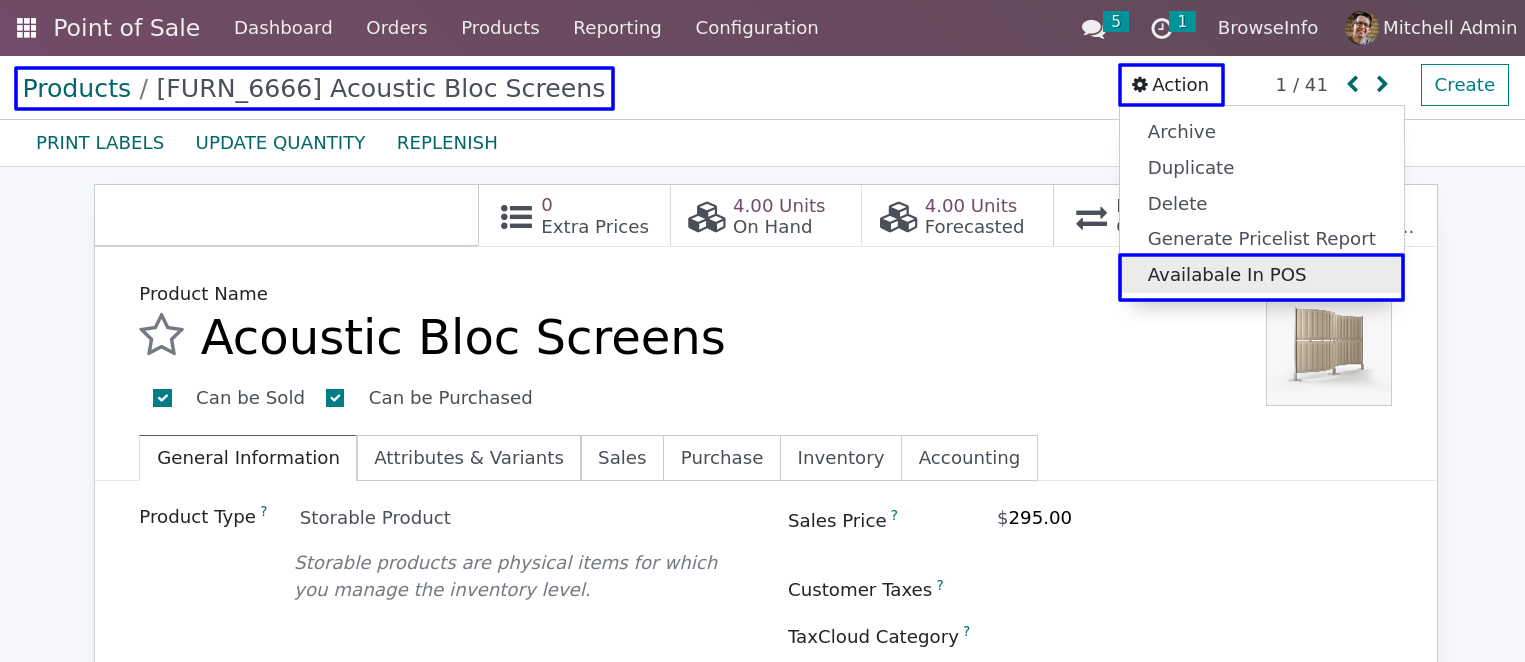 Point of Sale Dashboard Orders Products Reporting Configuration 5 1 BrowseInfo Mitchell Admin
Products / [FURN_6666] Acoustic Bloc Screens Action 1 / 41 Create
Archive
PRINT LABELS UPDATE QUANTITY REPLENISH
Duplicate
Delete
0 4.00 Units 4.00 Units
Extra Prices On Hand Forecasted
Generate Pricelist Report
Availabale In POS
Product Name
Acoustic Bloc Screens
Can be Sold Can be Purchased
General Information Attributes & Variants Sales Purchase Inventory Accounting
Product Type ? Storable Product Sales Price ? $295.00
Storable products are physical items for which
you manage the inventory level.
Customer Taxes ?
TaxCloud Category ?